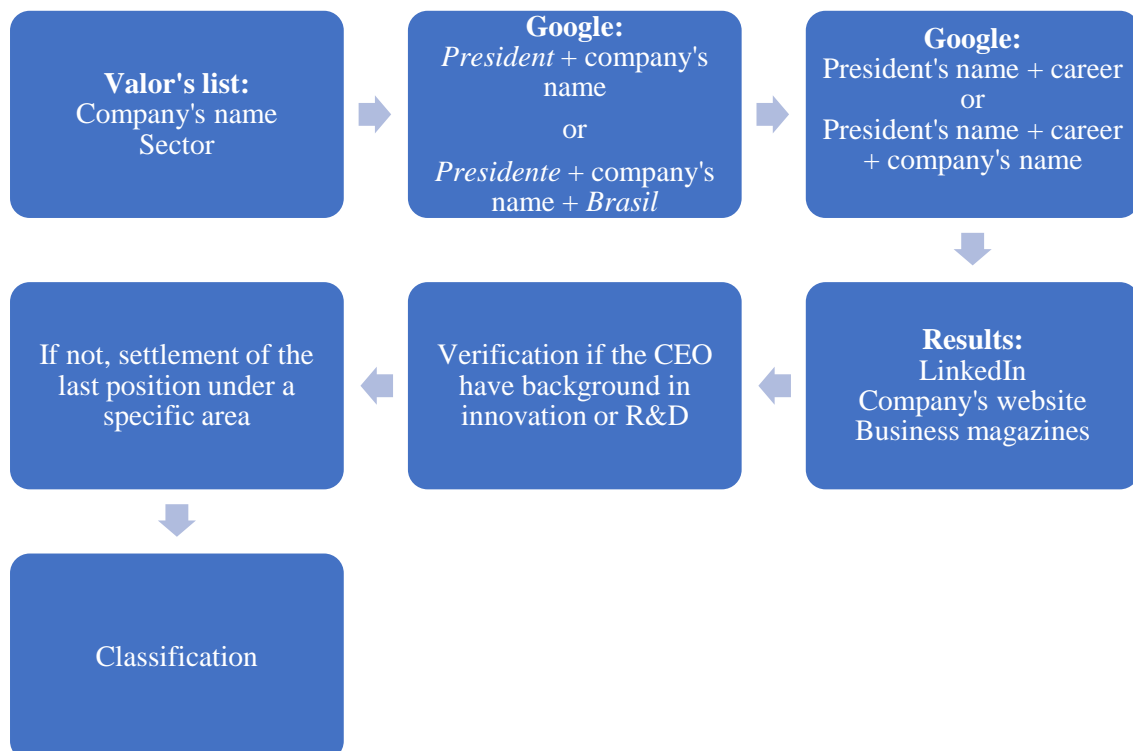 Valor's list:
Company's name
Sector
Google:
President + company's
name
or
Presidente + company's
name + Brasil
Google:
President's name + career
or
President's name + career
+ company's name
Results:
LinkedIn
Company's website
Business magazines
Verification if the CEO
have background in
innovation or R&D
If not, settlement of the
last position under a
specific area
Classification